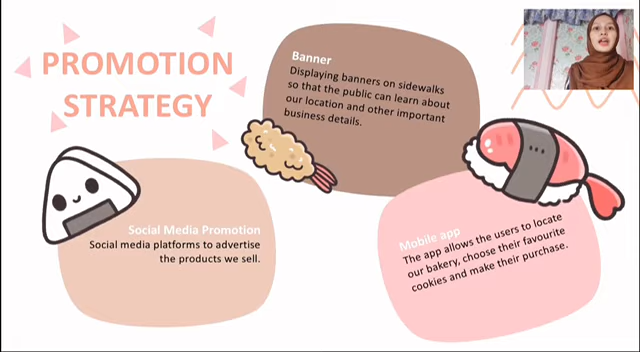 PROMOTION
STRATEGY
Banner
Displaying banners on sidewalks
so that the public can learn about
our location and other important
business details.
Social Media Promotion
Social media platforms to advertise
the products we sell.
Mobile app
The app allows the users to locate
our bakery, choose their favourite
cookies and make their purchase.